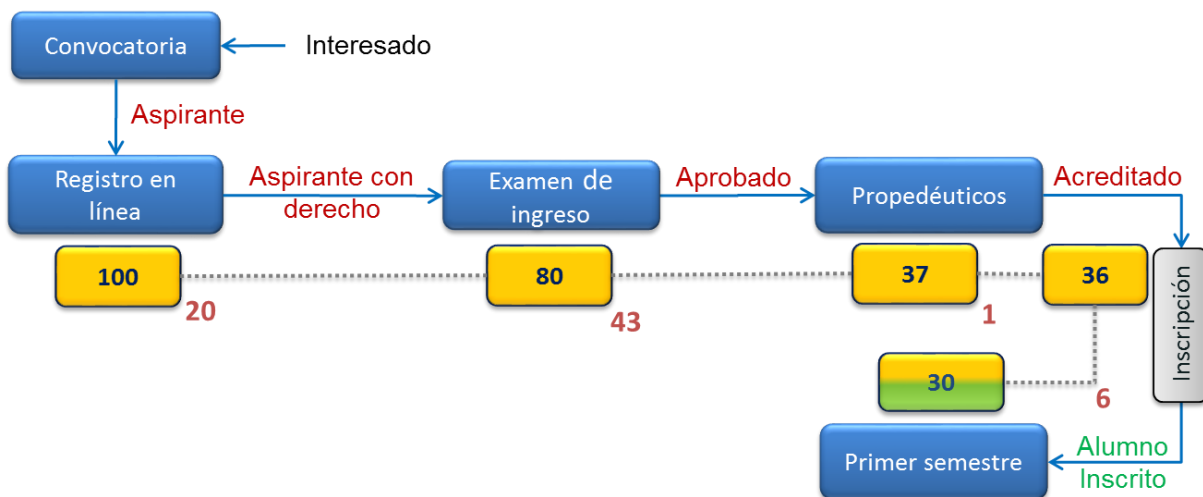 Convocatoria
Interesado
Aspirante
Registro en
línea
Aspirante con
derecho
Examen de
ingreso
Aprobado
Propedéuticos
Acreditado
100
20
80
43
37
1
36
Inscripción
30
6
Primer semestre
Alumno
Inscrito